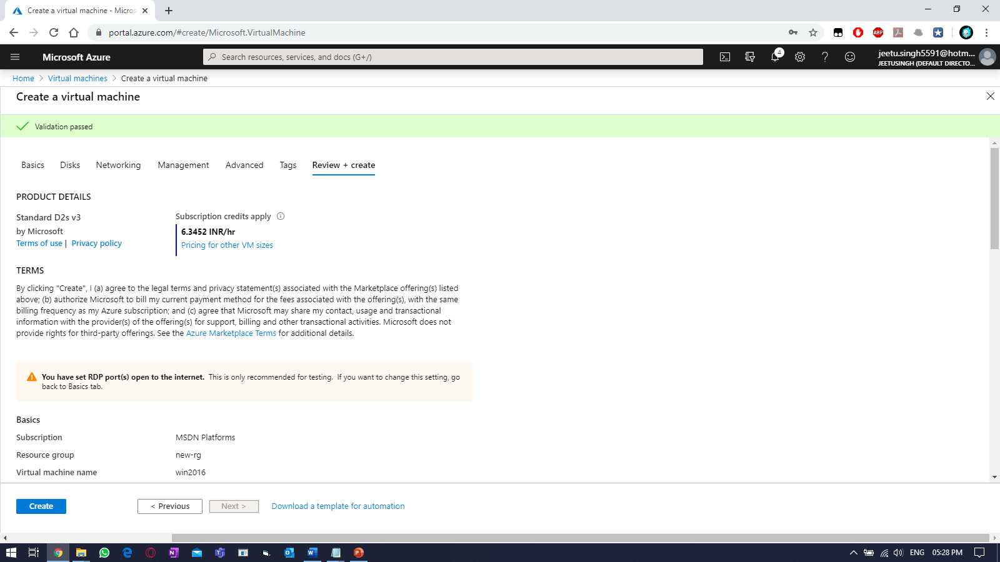 Create a virtual machine - Micros
portal.azure.com/#create/Microsoft.VirtualMachine
ABP
Microsoft Azure
Search resources, services, and docs (G+/)
4
jeetu.singh5591@hotm...
JEETUSINGH (DEFAULT DIRECTO...
Home > Virtual machines > Create a virtual machine
Create a virtual machine
Validation passed
Basics Disks Networking Management Advanced Tags Review + create
PRODUCT DETAILS
Standard D2s v3
by Microsoft
Terms of use | Privacy policy
Subscription credits apply
6.3452 INR/hr
Pricing for other VM sizes
TERMS
By clicking "Create", I (a) agree to the legal terms and privacy statement(s) associated with the Marketplace offering(s) listed
above; (b) authorize Microsoft to bill my current payment method for the fees associated with the offering(s), with the same
billing frequency as my Azure subscription; and (c) agree that Microsoft may share my contact, usage and transactional
information with the provider(s) of the offering(s) for support, billing and other transactional activities. Microsoft does not
provide rights for third-party offerings. See the Azure Marketplace Terms for additional details.
You have set RDP port(s) open to the internet. This is only recommended for testing. If you want to change this setting, go
back to Basics tab.
Basics
Subscription MSDN Platforms
Resource group new-rg
Virtual machine name win2016
Create < Previous Next > Download a template for automation
ENG 05:28 PM